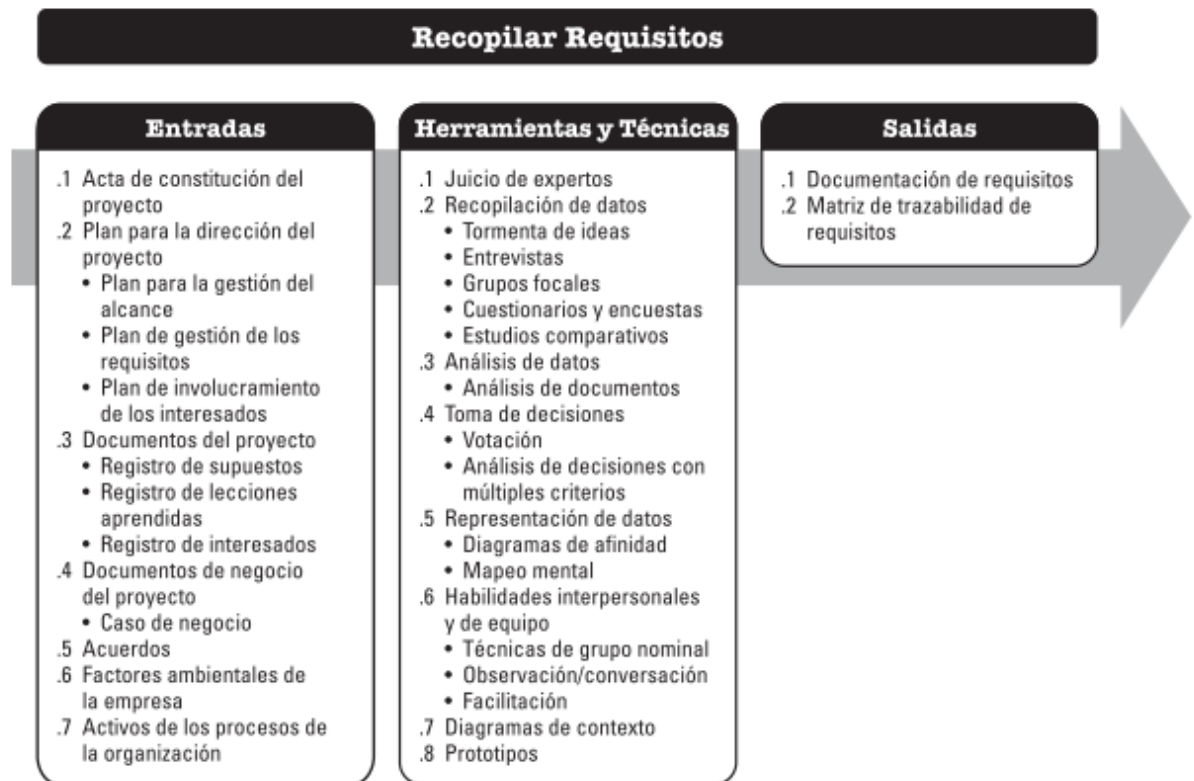 Recopilar Requisitos
Entradas
.1 Acta de constitución del
proyecto
.2 Plan para la dirección del
proyecto
• Plan para la gestión del
alcance
• Plan de gestión de los
requisitos
• Plan de involucramiento
de los interesados
.3 Documentos del proyecto
• Registro de supuestos
• Registro de lecciones
aprendidas
• Registro de interesados
.4 Documentos de negocio
del proyecto
• Caso de negocio
.5 Acuerdos
.6 Factores ambientales de
la empresa
.7 Activos de los procesos de
la organización
Herramientas y Técnicas
.1 Juicio de expertos
.2 Recopilación de datos
• Tormenta de ideas
• Entrevistas
• Grupos focales
• Cuestionarios y encuestas
• Estudios comparativos
.3 Análisis de datos
• Análisis de documentos
.4 Toma de decisiones
• Votación
• Análisis de decisiones con
múltiples criterios
.5 Representación de datos
• Diagramas de afinidad
• Mapeo mental
.6 Habilidades interpersonales
y de equipo
• Técnicas de grupo nominal
• Observación/conversación
• Facilitación
.7 Diagramas de contexto
.8 Prototipos
Salidas
.1 Documentación de requisitos
.2 Matriz de trazabilidad de
requisitos